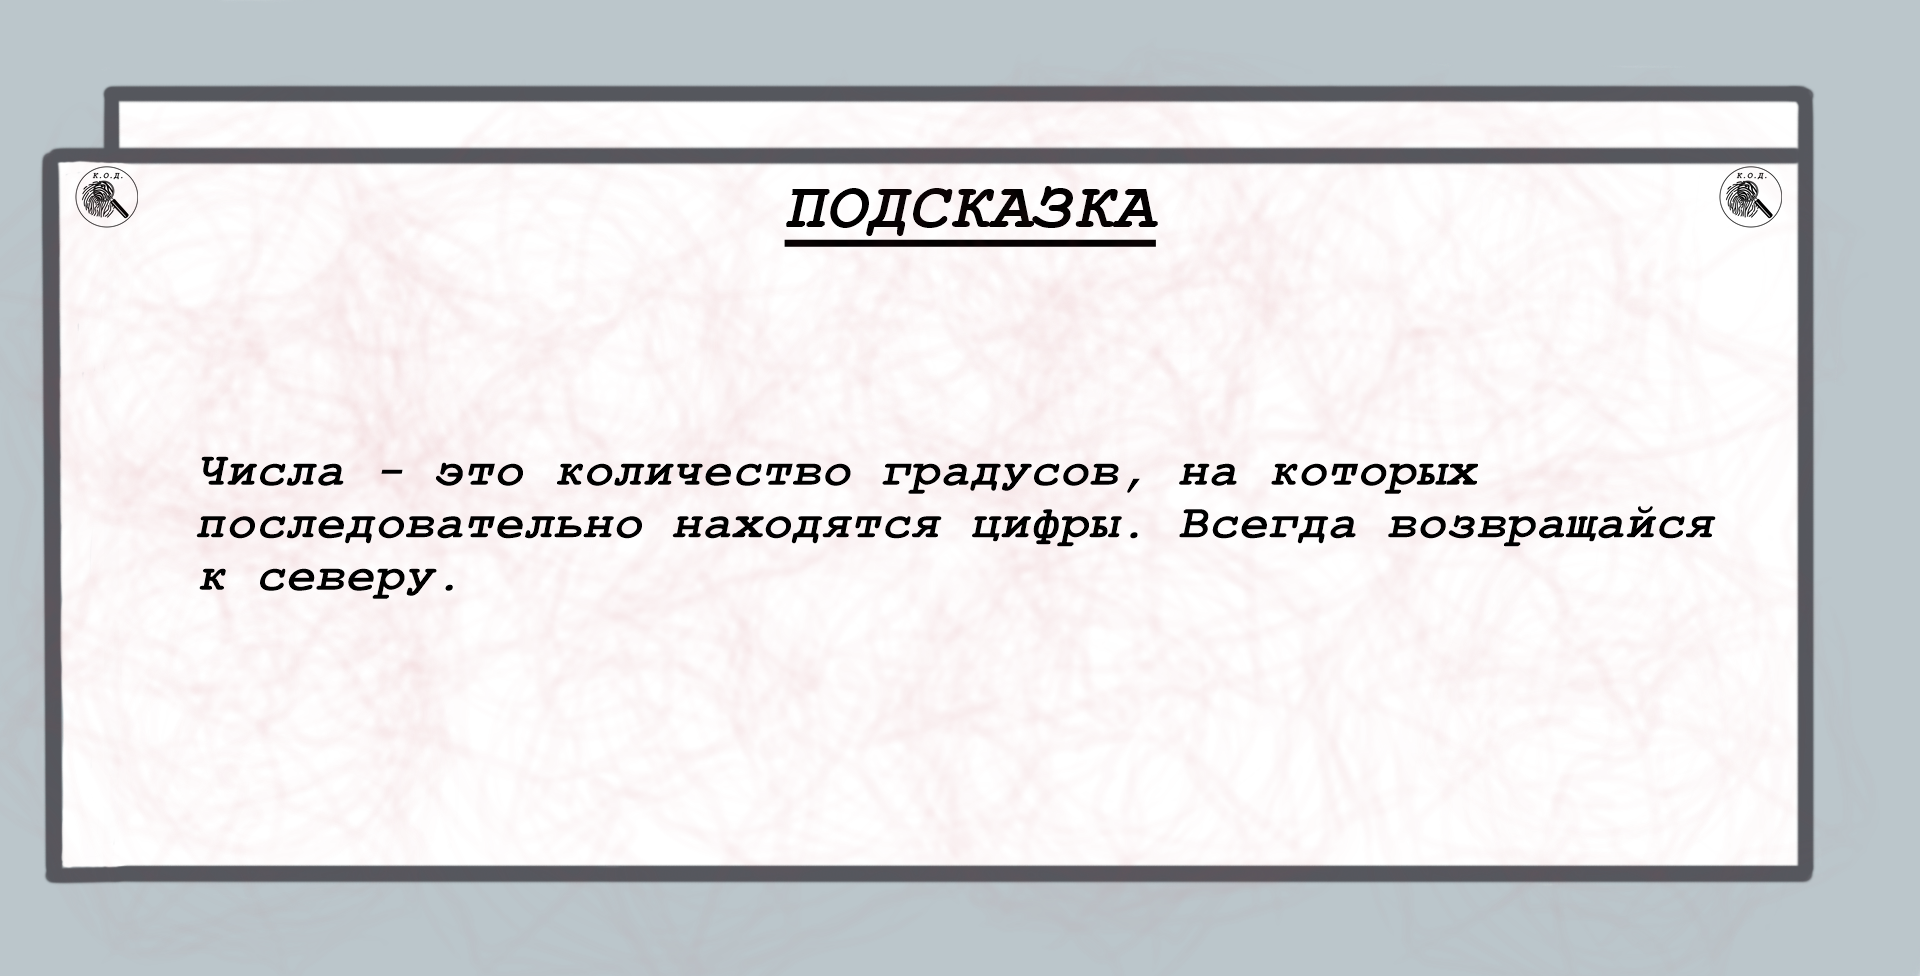 К.О.Д.
К.О.Д.
ПОДСКАЗКА
Числа – это количество градусов, на которых
последовательно находятся цифры. Всегда возвращайся
к северу.